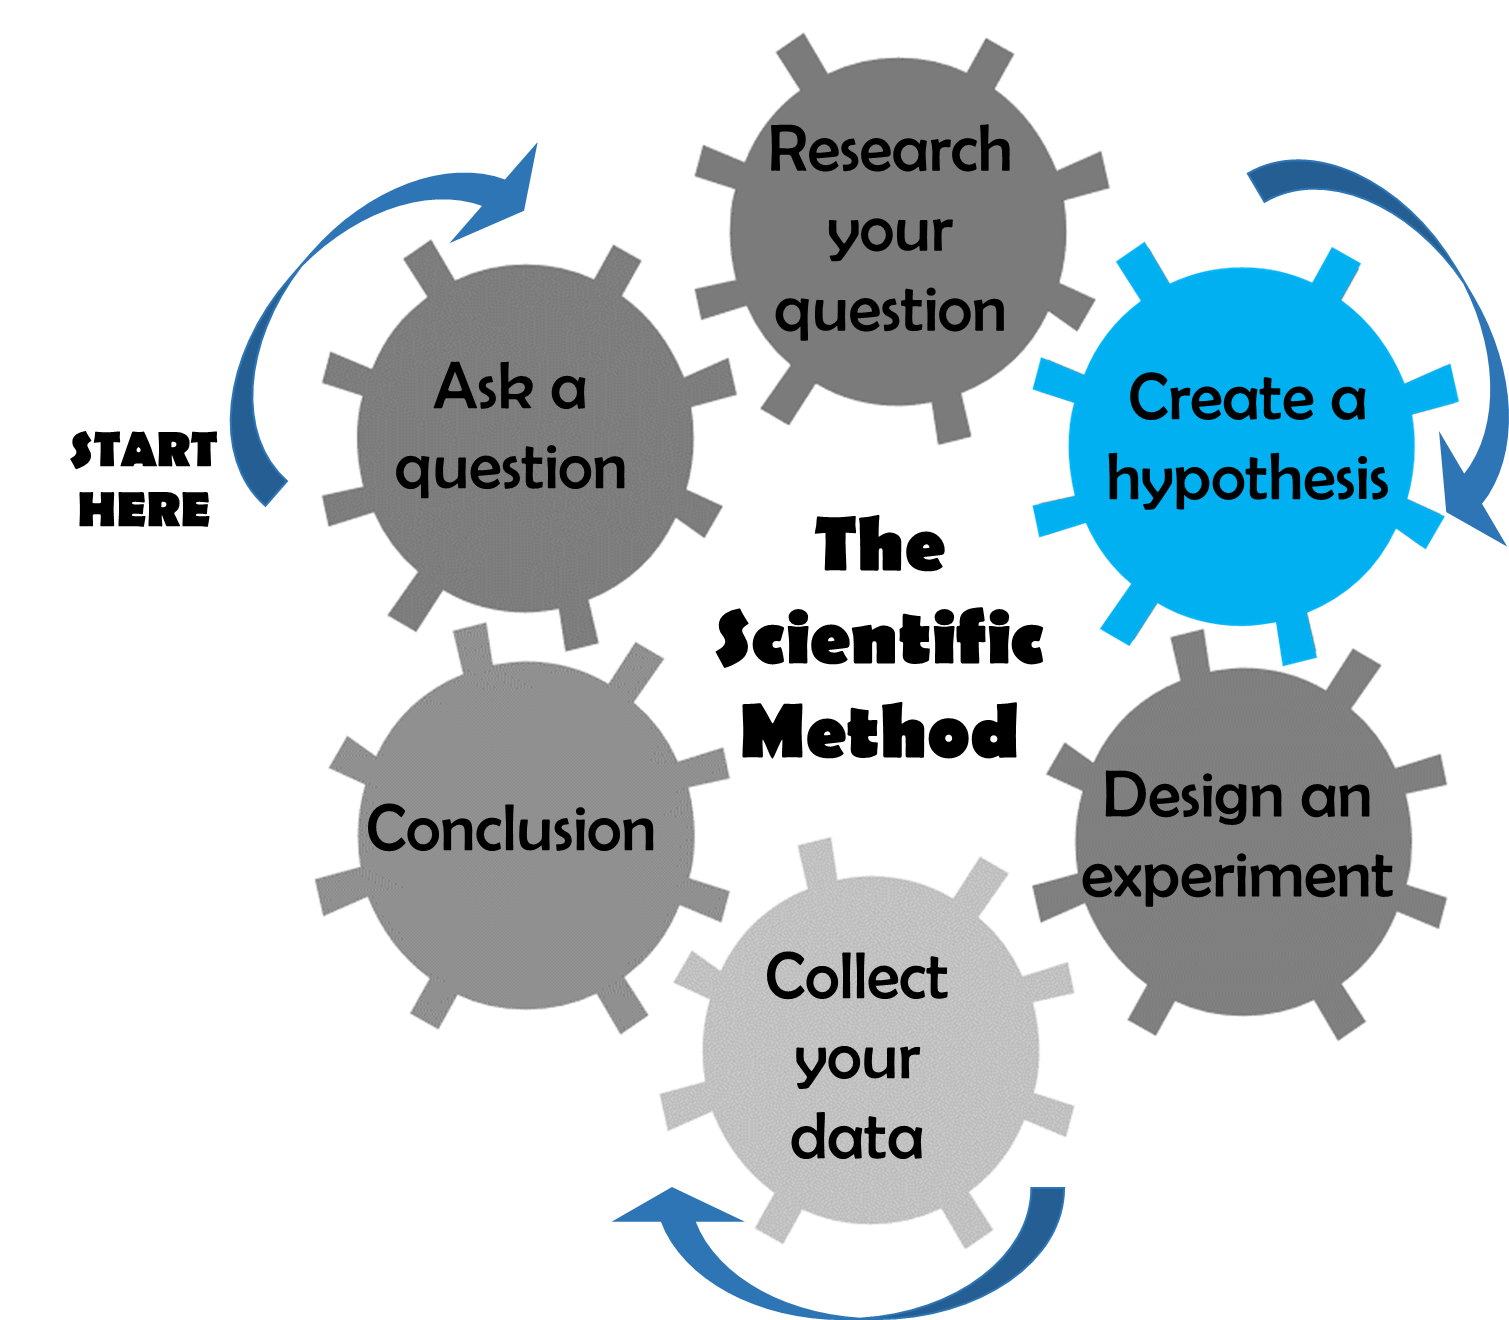 START
HERE
Ask a
question
Research
your
question
Create a
hypothesis
Design an
experiment
Collect
your
data
Conclusion
The
Scientific
Method